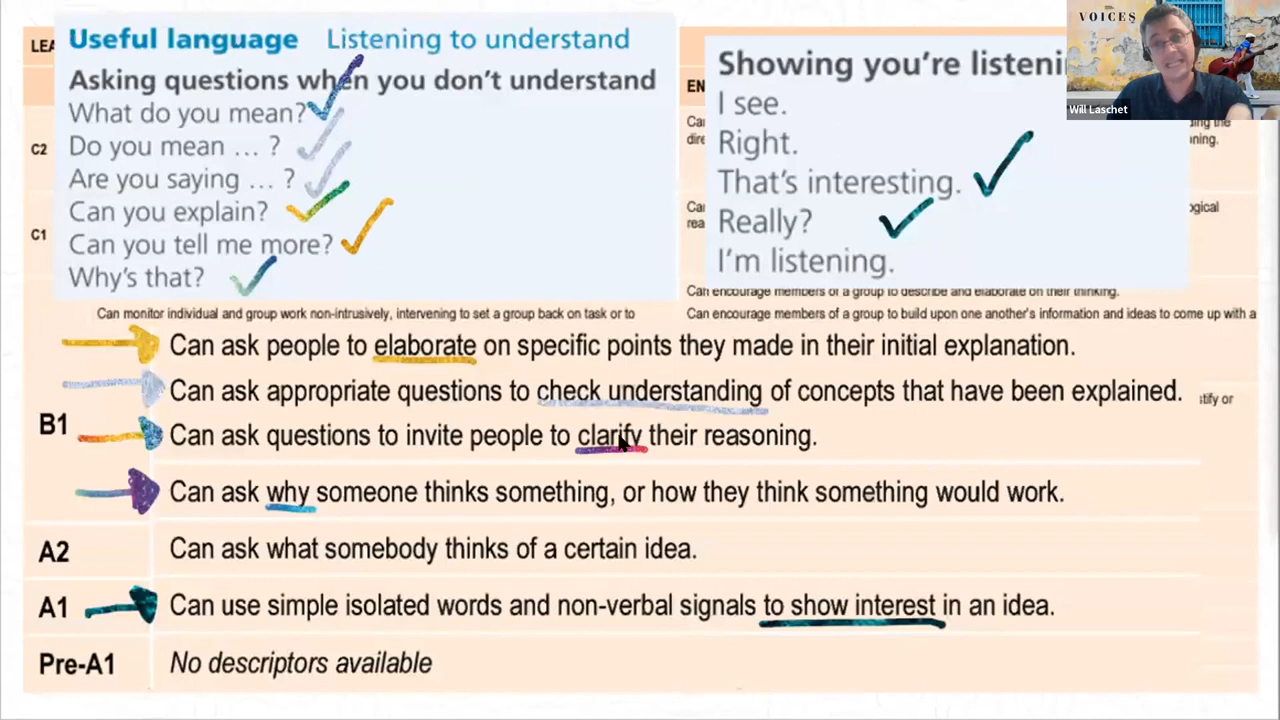 VOICES
Will Laschet
Useful language Listening to understand
Asking questions when you don't understand
What do you mean?
Do you mean ... ?
Are you saying ... ?
Can you explain?
Can you tell me more?
Why's that?
Showing you're listeni
I see.
Right.
That's interesting.
Really?
I'm listening.
LEA
EN
C2
C1
ning.
ogical
Can encourage members of a group to describe and elaborate on their thinking.
Can monitor individual and group work non-intrusively, intervening to set a group back on task or to
Can encourage members of a group to build upon one another's information and ideas to come up with a
B1
Can ask people to elaborate on specific points they made in their initial explanation.
Can ask appropriate questions to check understanding of concepts that have been explained.
tify or
Can ask questions to invite people to clarify their reasoning.
Can ask why someone thinks something, or how they think something would work.
A2 Can ask what somebody thinks of a certain idea.
A1 Can use simple isolated words and non-verbal signals to show interest in an idea.
Pre-A1 No descriptors available